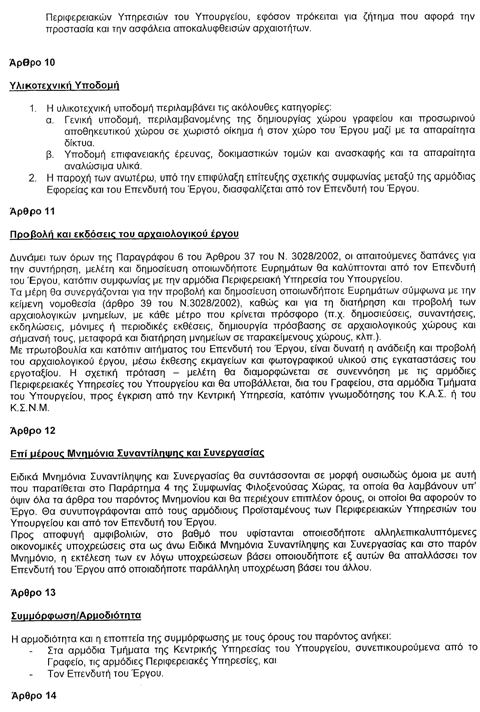 Περιφερειακών Υπηρεσιών του Υπουργείου, εφόσον πρόκειται για ζήτημα που αφορά την
προστασία και την ασφάλεια αποκαλυφθεισών αρχαιοτήτων.
Άρθρο 10
Υλικοτεχνική Υποδομή
1. Η υλικοτεχνική υποδομή περιλαμβάνει τις ακόλουθες κατηγορίες:
α. Γενική υποδομή, περιλαμβανομένης της δημιουργίας χώρου γραφείου και προσωρινού
αποθηκευτικού χώρου σε χωριστό οίκημα ή στον χώρο του Έργου μαζί με τα απαραίτητα
δίκτυα.
β. Υποδομή επιφανειακής έρευνας, δοκιμαστικών τομών και ανασκαφής και τα απαραίτητα
αναλώσιμα υλικά.
2. Η παροχή των ανωτέρω, υπό την επιφύλαξη επίτευξης σχετικής συμφωνίας μεταξύ της αρμόδιας
Εφορείας και του Επενδυτή του Έργου, διασφαλίζεται από τον Επενδυτή του Έργου.
Άρθρο 11
Προβολή και εκδόσεις του αρχαιολογικού έργου
Δυνάμει των όρων της Παραγράφου 6 του Άρθρου 37 του Ν. 3028/2002, οι απαιτούμενες δαπάνες για
την συντήρηση, μελέτη και δημοσίευση οποιωνδήποτε Ευρημάτων θα καλύπτονται από τον Επενδυτή
του Έργου, κατόπιν συμφωνίας με την αρμόδια Περιφερειακή Υπηρεσία του Υπουργείου.
Τα μέρη θα συνεργάζονται για την προβολή και δημοσίευση οποιωνδήποτε Ευρημάτων σύμφωνα με την
κείμενη νομοθεσία (άρθρο 39 του Ν.3028/2002), καθώς και για τη διατήρηση και προβολή των
αρχαιολογικών μνημείων, με κάθε μέτρο που κρίνεται πρόσφορο (π.χ. δημοσιεύσεις, συναντήσεις,
εκδηλώσεις, μόνιμες ή περιοδικές εκθέσεις, δημιουργία πρόσβασης σε αρχαιολογικούς χώρους και
σήμανσή τους, μεταφορά και διατήρηση μνημείων σε παρακείμενους χώρους, κλπ.).
Με πρωτοβουλία και κατόπιν αιτήματος του Επενδυτή του Έργου, είναι δυνατή η ανάδειξη και προβολή
του αρχαιολογικού έργου, μέσω έκθεσης εκμαγείων και φωτογραφικού υλικού στις εγκαταστάσεις του
εργοταξίου. Η σχετική πρόταση – μελέτη θα διαμορφώνεται σε συνεννόηση με τις αρμόδιες
Περιφερειακές Υπηρεσίες του Υπουργείου και θα υποβάλλεται, δια του Γραφείου, στα αρμόδια Τμήματα
του Υπουργείου, προς έγκριση από την Κεντρική Υπηρεσία, κατόπιν γνωμοδότησης του Κ.Α.Σ. ή του
Κ.Σ.Ν.Μ.
Άρθρο 12
Επί μέρους Μνημόνια Συναντίληψης και Συνεργασίας
Ειδικά Μνημόνια Συναντίληψης και Συνεργασίας θα συντάσσονται σε μορφή ουσιωδώς όμοια με αυτή
που παρατίθεται στο Παράρτημα 4 της Συμφωνίας Φιλοξενούσας Χώρας, τα οποία θα λαμβάνουν υπ'
όψιν όλα τα άρθρα του παρόντος Μνημονίου και θα περιέχουν επιπλέον όρους, οι οποίοι θα αφορούν το
Έργο. Θα συνυπογράφονται από τους αρμόδιους Προϊσταμένους των Περιφερειακών Υπηρεσιών του
Υπουργείου και από τον Επενδυτή του Έργου.
Προς αποφυγή αμφιβολιών, στο βαθμό που υφίστανται οποιεσδήποτε αλληλεπικαλυπτόμενες
οικονομικές υποχρεώσεις στα ως άνω Ειδικά Μνημόνια Συναντίληψης και Συνεργασίας και στο παρόν
Μνημόνιο, η εκτέλεση των εν λόγω υποχρεώσεων βάσει οποιουδήποτε εξ αυτών θα απαλλάσσει τον
Επενδυτή του Έργου από οποιαδήποτε παράλληλη υποχρέωση βάσει του άλλου.
Άρθρο 13
Συμμόρφωση/Αρμοδιότητα
Η αρμοδιότητα και η εποπτεία της συμμόρφωσης με τους όρους του παρόντος ανήκει:
- Στα αρμόδια Τμήματα της Κεντρικής Υπηρεσίας του Υπουργείου, συνεπικουρούμενα από το
Γραφείο, τις αρμόδιες Περιφερειακές Υπηρεσίες, και
- Τον Επενδυτή του Έργου.
Άρθρο 14